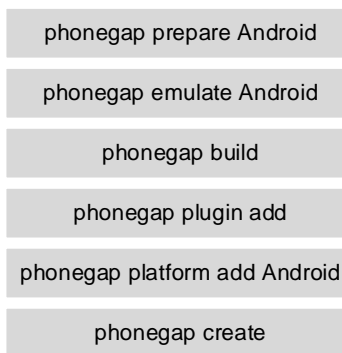 phonegap prepare Android
phonegap emulate Android
phonegap build
phonegap plugin add
phonegap platform add Android
phonegap create